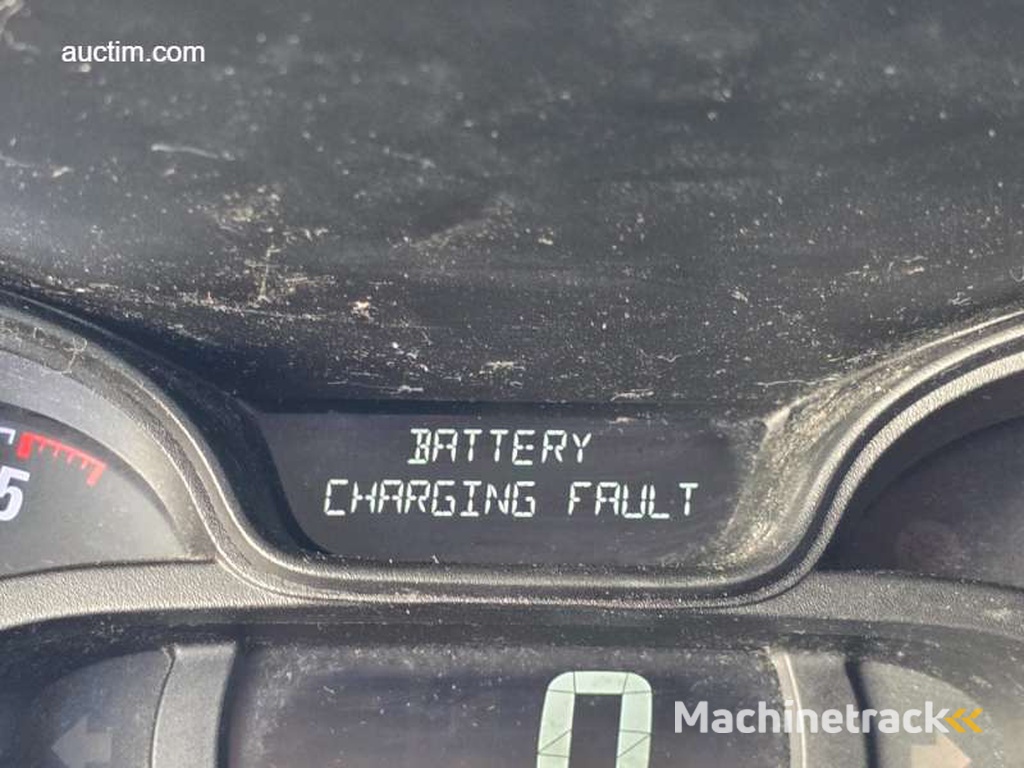 auctim.com
BATTERY
CHARGING FAULT
5
0
Machinetrack